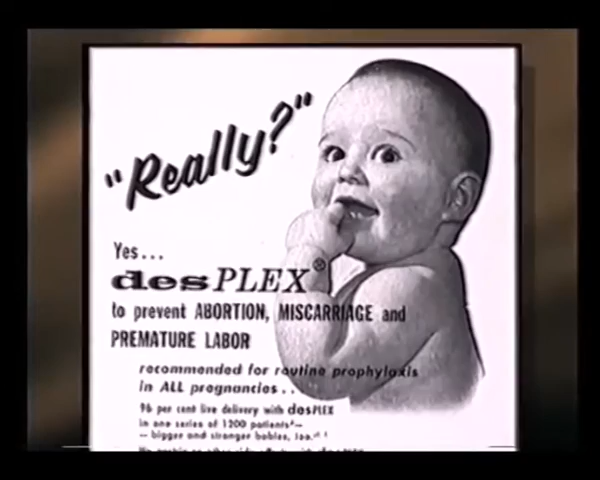 "Really?"
Yes...
desPLEX®
to prevent ABORTION, MISCARRIAGE and
PREMATURE LABOR
recommended for routine prophylaxis
in ALL pregnancies . .
96 per cent live delivery with desPLEX
in one series of 1200 patients⁴—
— bigger and stronger babies, too.